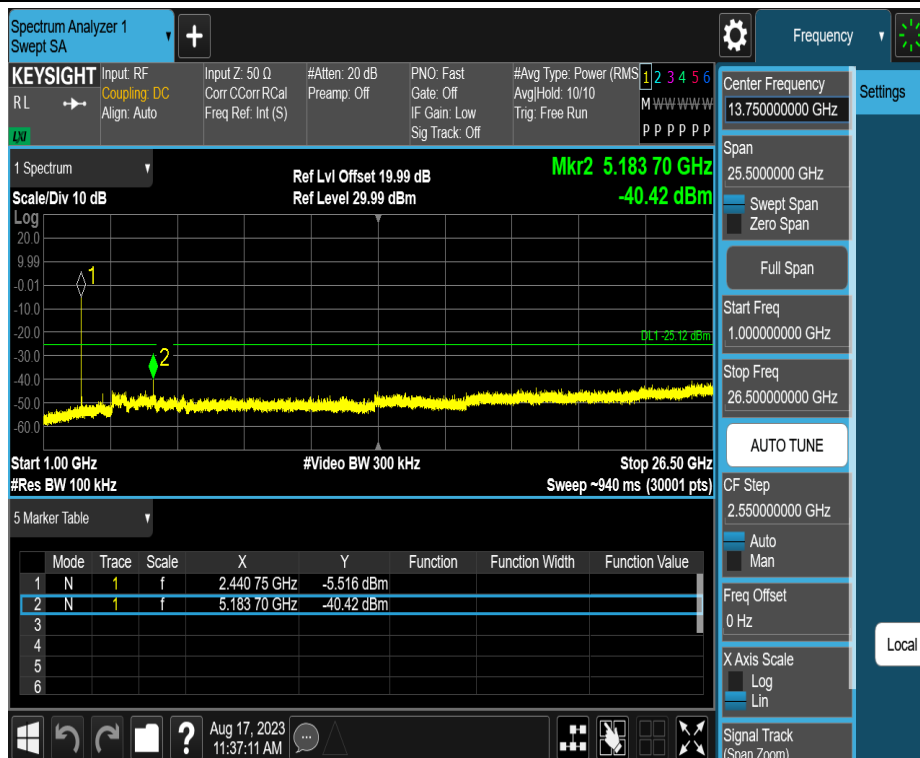 Spectrum Analyzer 1
Swept SA
+
Frequency
KEYSIGHT
RL
LXI
Input: RF
Coupling: DC
Align: Auto
Input Z: 50 Ω
Corr CCorr RCal
Freq Ref: Int (S)
#Atten: 20 dB
Preamp: Off
PNO: Fast
Gate: Off
IF Gain: Low
Sig Track: Off
#Avg Type: Power (RMS
Avg|Hold: 10/10
Trig: Free Run
1 2 3 4 5 6
M W W W W W
P P P P P P
1 Spectrum
Scale/Div 10 dB
Ref Lvl Offset 19.99 dB
Ref Level 29.99 dBm
Mkr2 5.183 70 GHz
-40.42 dBm
Log
20.0
9.99
-0.01
-10.0
-20.0
-30.0
-40.0
-50.0
-60.0
1
2
DL1 -25.12 dBm
Start 1.00 GHz
#Video BW 300 kHz
Stop 26.50 GHz
#Res BW 100 kHz
Sweep ~940 ms (30001 pts)
5 Marker Table
Mode Trace Scale X Y Function Function Width Function Value
1 N 1 f 2.440 75 GHz -5.516 dBm
2 N 1 f 5.183 70 GHz -40.42 dBm
3
4
5
6
?
Aug 17, 2023
11:37:11 AM
Center Frequency
13.750000000 GHz
Settings
Span
25.5000000 GHz
Swept Span
Zero Span
Full Span
Start Freq
1.000000000 GHz
Stop Freq
26.500000000 GHz
AUTO TUNE
CF Step
2.550000000 GHz
Auto
Man
Freq Offset
0 Hz
Local
X Axis Scale
Log
Lin
Signal Track
(Span Zoom)